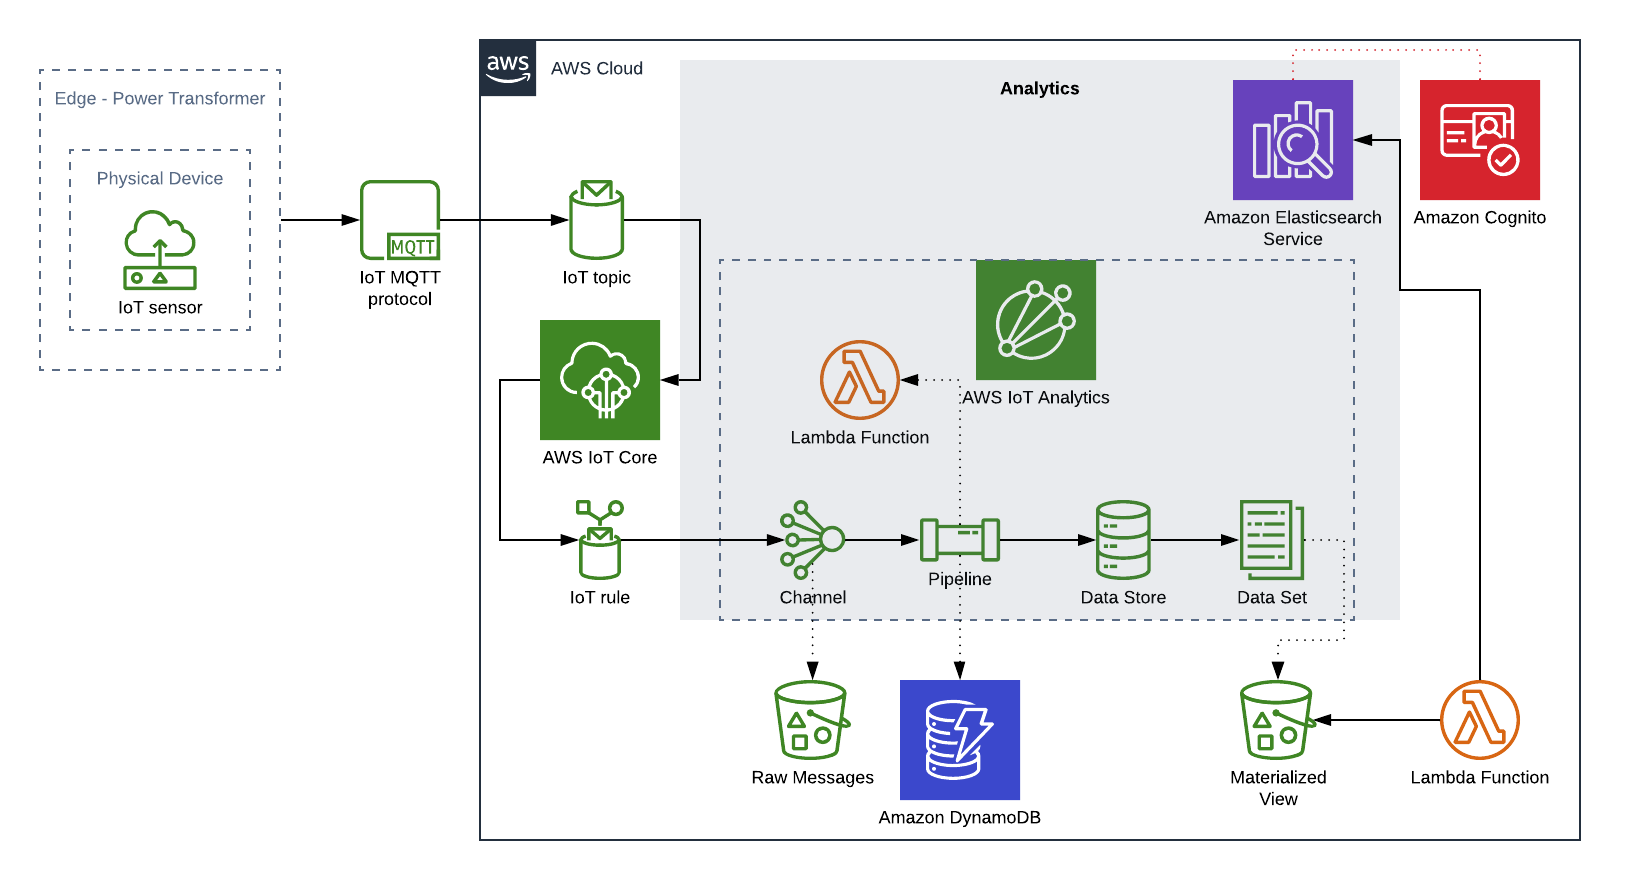 aws
AWS Cloud
Analytics
Edge - Power Transformer
Physical Device
IoT sensor
MQTT
IoT MQTT
protocol
IoT topic
Amazon Elasticsearch
Service
Amazon Cognito
AWS IoT Core
AWS IoT Analytics
Lambda Function
IoT rule
Channel
Pipeline
Data Store
Data Set
Raw Messages
Amazon DynamoDB
Materialized
View
Lambda Function